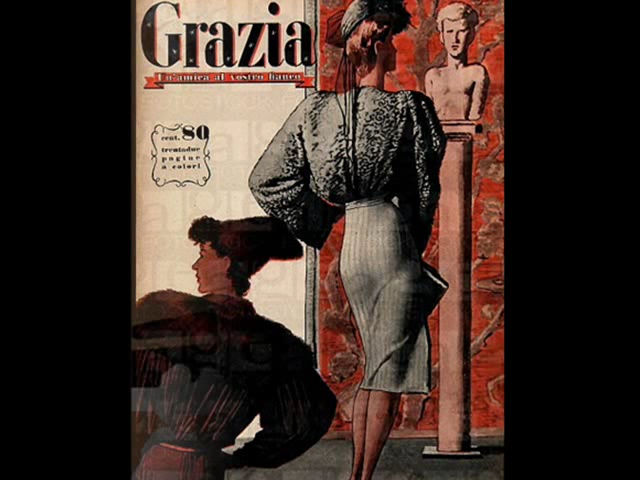 Grazia
Un'amica al vostro fianco
cent. 80
trentadue
pagine
a colori